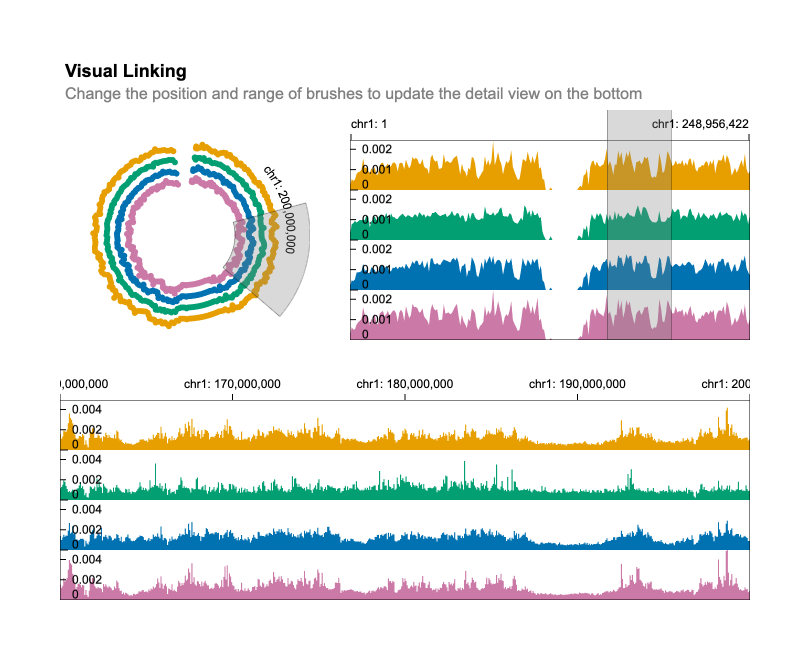 Visual Linking
Change the position and range of brushes to update the detail view on the bottom
chr1: 200,000,000
chr1: 1
chr1: 248,956,422
0.002
0.001
0
0.002
0.001
0
0.002
0.001
0
0.002
0.001
0
0,000,000
chr1: 170,000,000
chr1: 180,000,000
chr1: 190,000,000
chr1: 200
0.004
0.002
0
0.004
0.002
0
0.004
0.002
0
0.004
0.002
0